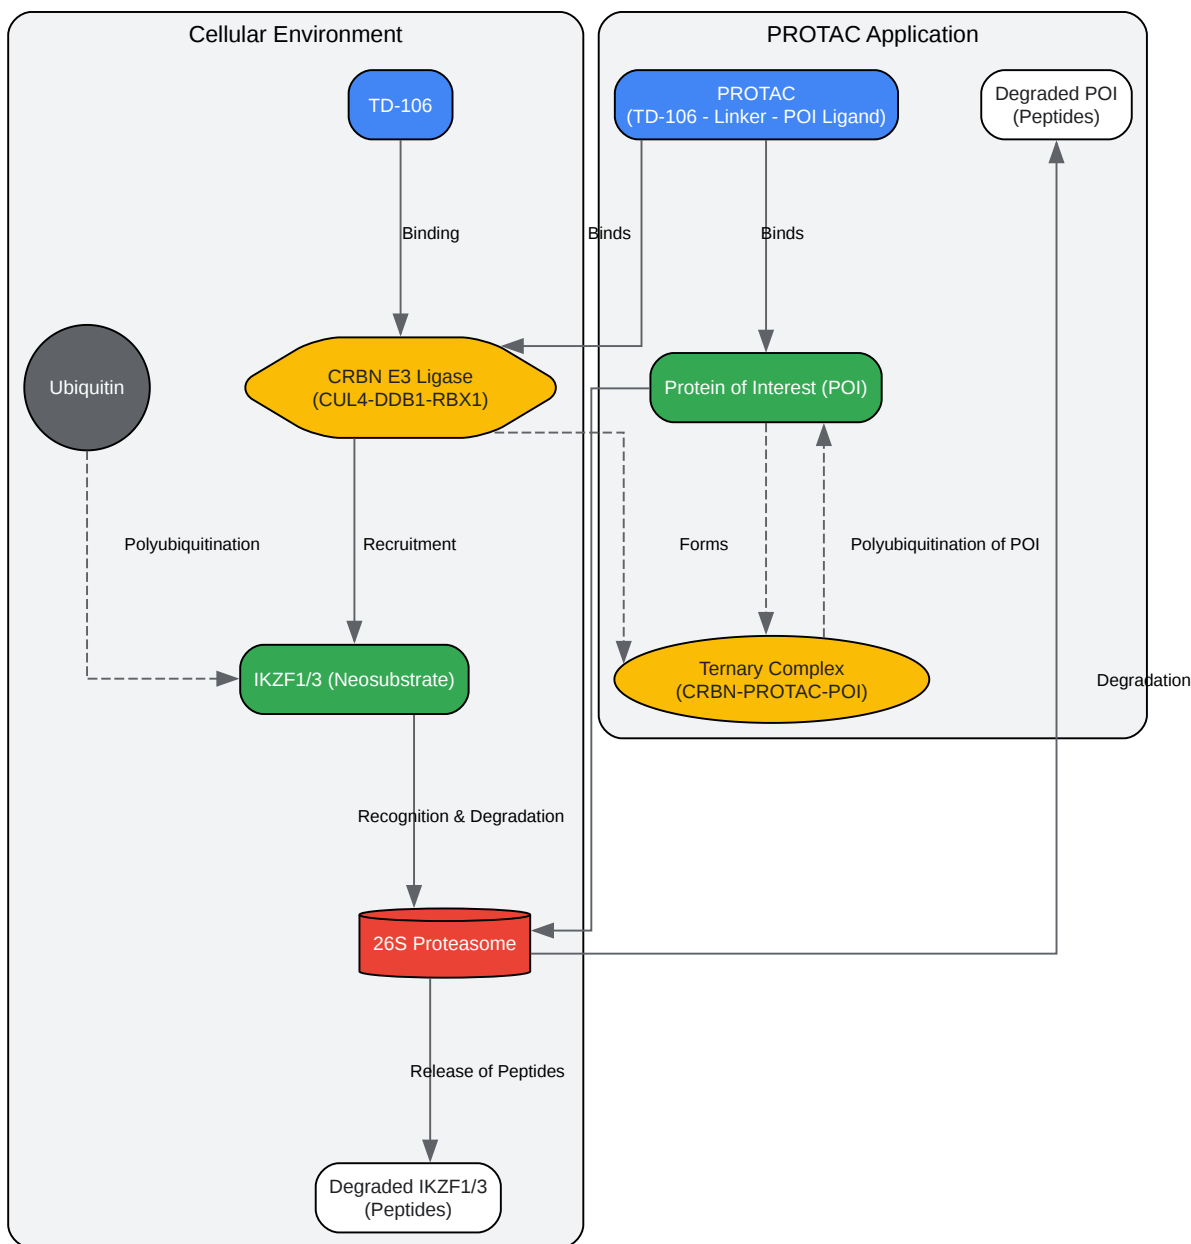 Cellular Environment
PROTAC Application
TD-106
PROTAC
(TD-106 - Linker - POI Ligand)
Degraded POI
(Peptides)
Binding
Binds
Binds
Ubiquitin
CRBN E3 Ligase
(CUL4-DDB1-RBX1)
Protein of Interest (POI)
Polyubiquitination
Recruitment
Forms
Polyubiquitination of POI
IKZF1/3 (Neosubstrate)
Ternary Complex
(CRBN-PROTAC-POI)
Degradation
Recognition & Degradation
26S Proteasome
Release of Peptides
Degraded IKZF1/3
(Peptides)